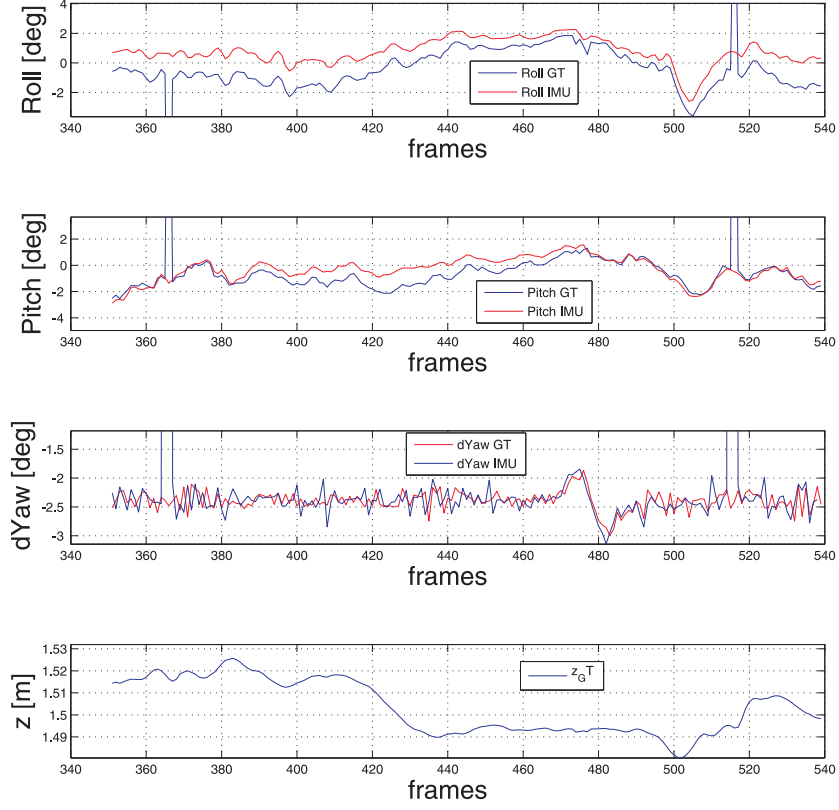 4
2
0
-2
Roll [deg]
Roll GT
Roll IMU
340 360 380 400 420 440 460 480 500 520 540
frames
2
0
-2
-4
Pitch [deg]
Pitch GT
Pitch IMU
340 360 380 400 420 440 460 480 500 520 540
frames
-1.5
-2
-2.5
-3
dYaw [deg]
dYaw GT
dYaw IMU
340 360 380 400 420 440 460 480 500 520 540
frames
1.53
1.52
1.51
1.5
1.49
z [m]
z_GT
340 360 380 400 420 440 460 480 500 520 540
frames